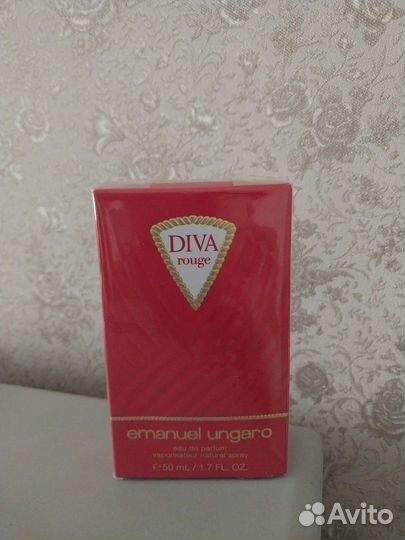 DIVA
rouge
emanuel ungaro
eau de parfum
vaporisateur natural spray
℮50 mL / 1.7 FL. OZ.
Avito